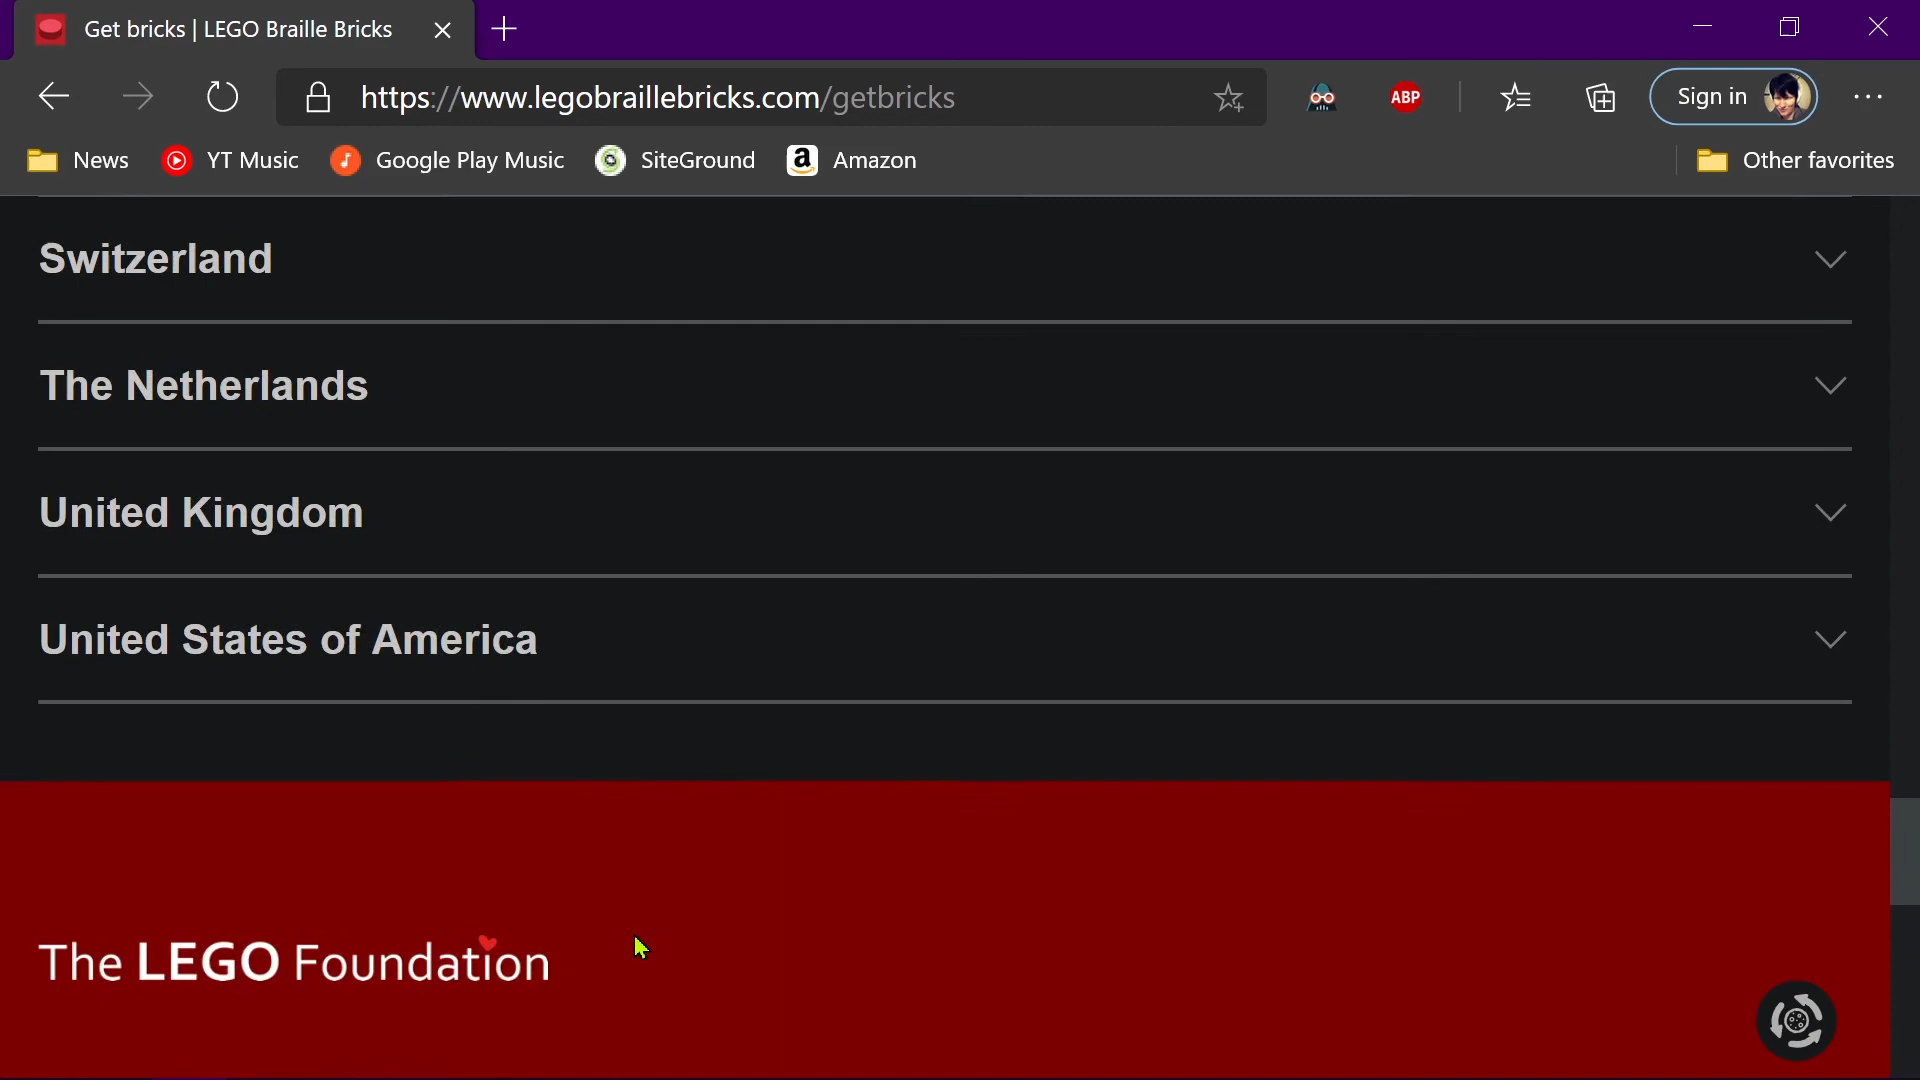 Get bricks | LEGO Braille Bricks
https://www.legobraillebricks.com/getbricks
ABP
Sign in
News
YT Music
Google Play Music
SiteGround
a Amazon
Other favorites
Switzerland
The Netherlands
United Kingdom
United States of America
The LEGO Foundation